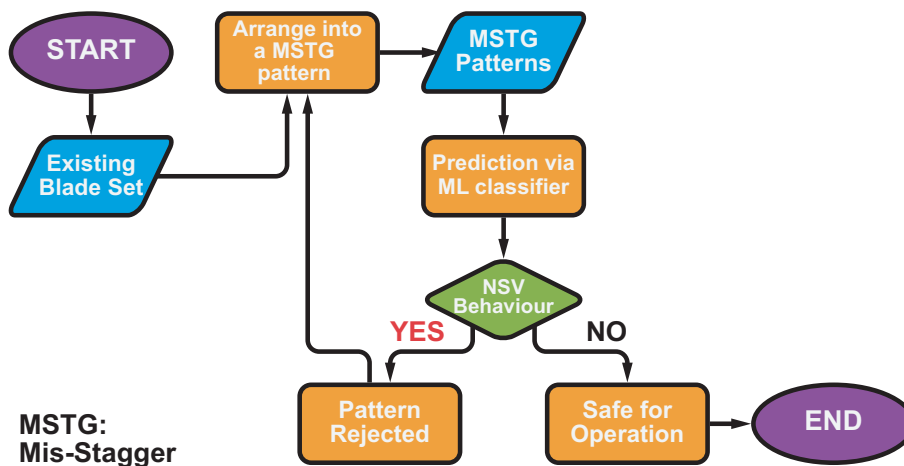 START
Existing
Blade Set
Arrange into
a MSTG
pattern
MSTG
Patterns
Prediction via
ML classifier
NSV
Behaviour
YES
NO
Pattern
Rejected
Safe for
Operation
END
MSTG:
Mis-Stagger